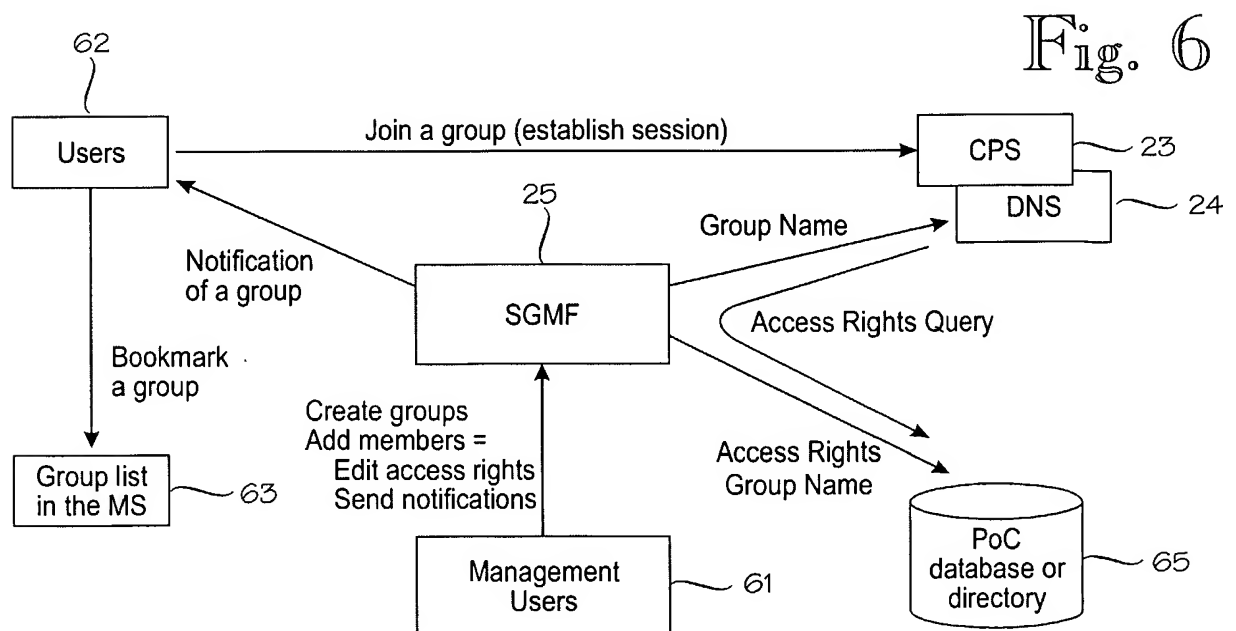 Fig. 6
62
Users
Join a group (establish session)
CPS
23
DNS
24
25
Group Name
Notification
of a group
SGMF
Access Rights Query
Bookmark
a group
Create groups
Add members =
Edit access rights
Send notifications
Access Rights
Group Name
Group list
in the MS
63
Management
Users
61
PoC
database or
directory
65